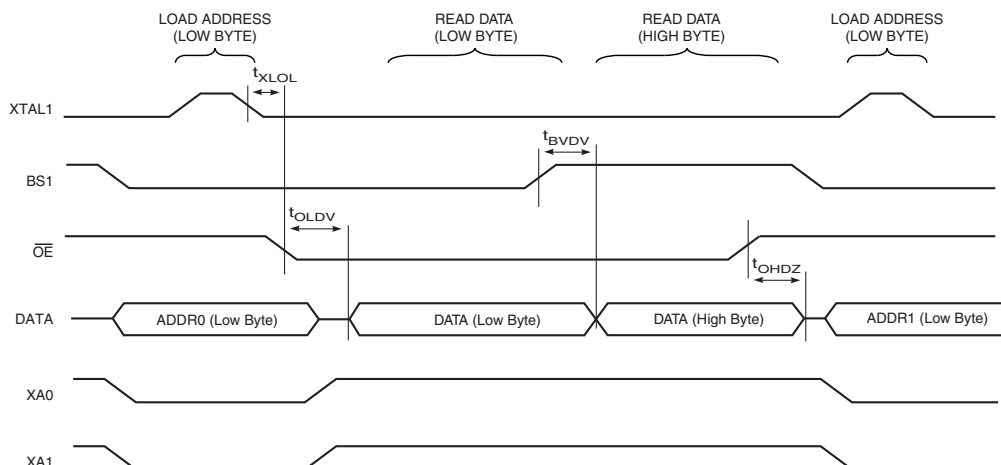 LOAD ADDRESS
(LOW BYTE)
READ DATA
(LOW BYTE)
READ DATA
(HIGH BYTE)
LOAD ADDRESS
(LOW BYTE)
tXLOL
XTAL1
tBVDV
BS1
tOLDV
OE
tOHDZ
DATA
ADDR0 (Low Byte)
DATA (Low Byte)
DATA (High Byte)
ADDR1 (Low Byte)
XA0
XA1